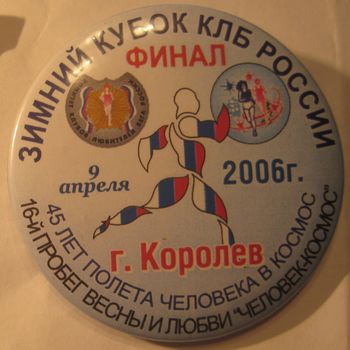 ЗИМНИЙ КУБОК КЛБ РОССИИ
ФИНАЛ
9
апреля
2006г.
г. Королев
45 ЛЕТ ПОЛЕТА ЧЕЛОВЕКА В КОСМОС
16-Й ПРОБЕГ ВЕСНЫ И ЛЮБВИ "ЧЕЛОВЕК-КОСМОС"